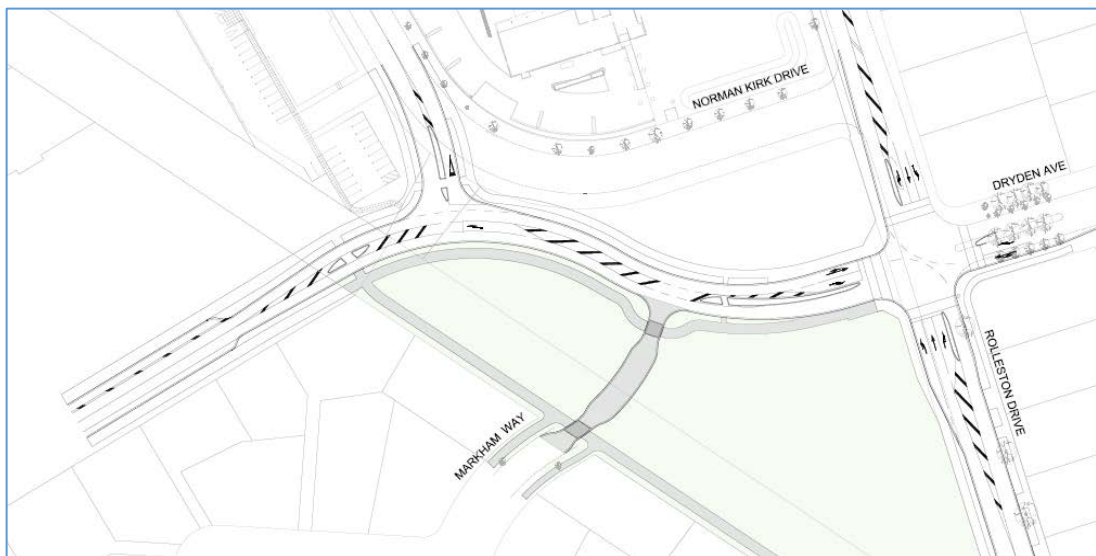 NORMAN KIRK DRIVE
DRYDEN AVE
ROLLESTON DRIVE
MARKHAM WAY